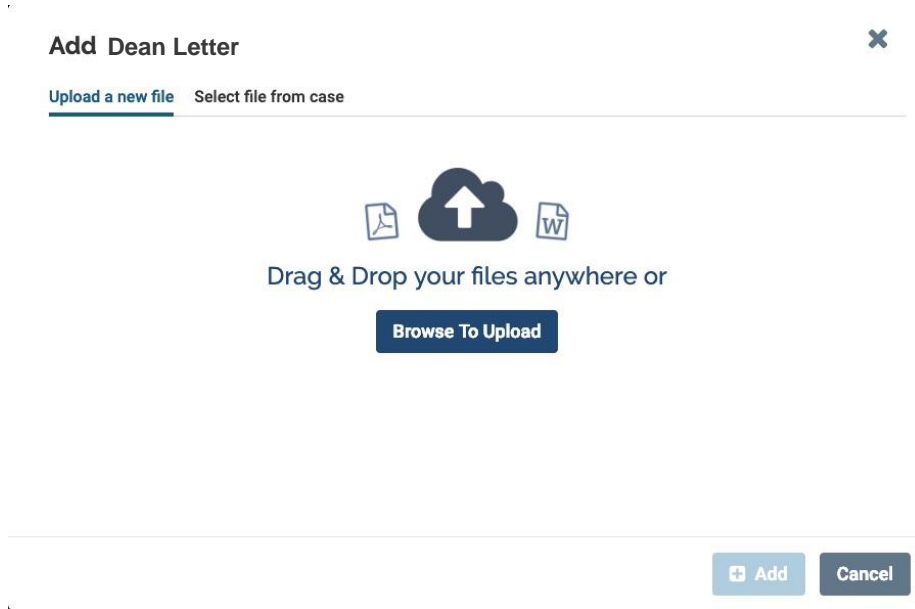 Add Dean Letter
Upload a new file Select file from case
W
Drag & Drop your files anywhere or
Browse To Upload
Add Cancel